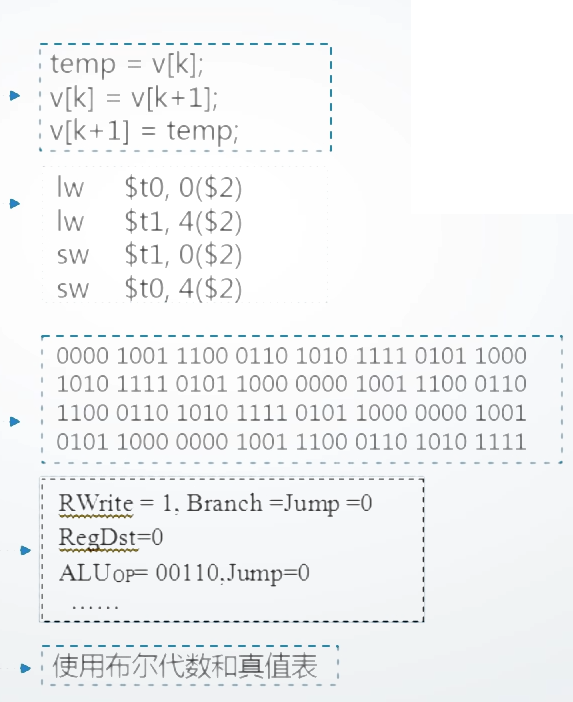 temp = v[k];
v[k] = v[k+1];
v[k+1] = temp;
lw $t0, 0($2)
lw $t1, 4($2)
sw $t1, 0($2)
sw $t0, 4($2)
0000 1001 1100 0110 1010 1111 0101 1000
1010 1111 0101 1000 0000 1001 1100 0110
1100 0110 1010 1111 0101 1000 0000 1001
0101 1000 0000 1001 1100 0110 1010 1111
RWrite = 1, Branch =Jump =0
RegDst=0
ALUOP= 00110,Jump=0
……
使用布尔代数和真值表